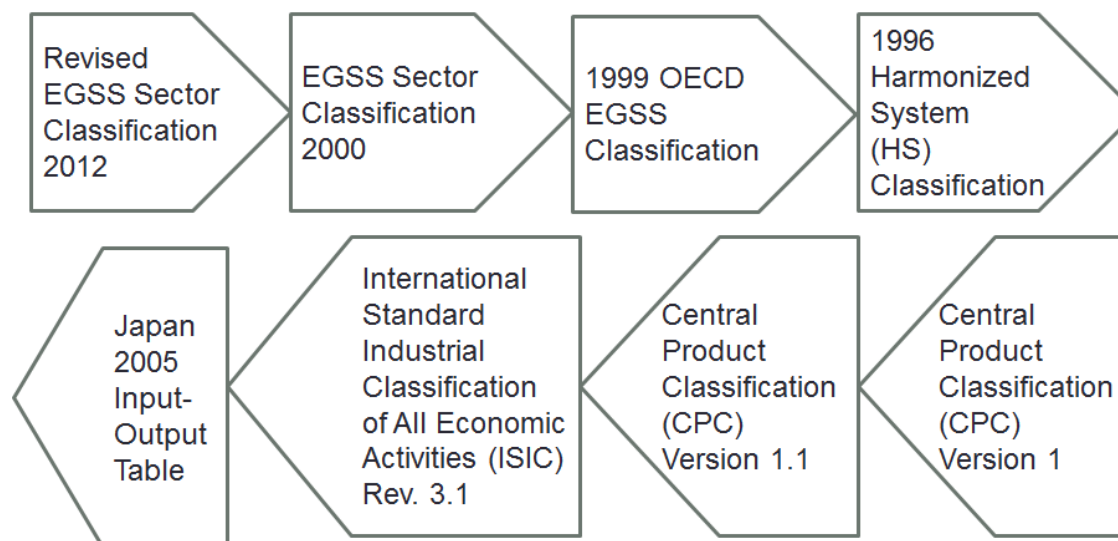 Revised
EGSS Sector
Classification
2012
EGSS Sector
Classification
2000
1999 OECD
EGSS
Classification
1996
Harmonized
System
(HS)
Classification
Central
Product
Classification
(CPC)
Version 1
Central
Product
Classification
(CPC)
Version 1.1
International
Standard
Industrial
Classification
of All Economic
Activities (ISIC)
Rev. 3.1
Japan
2005
Input-
Output
Table